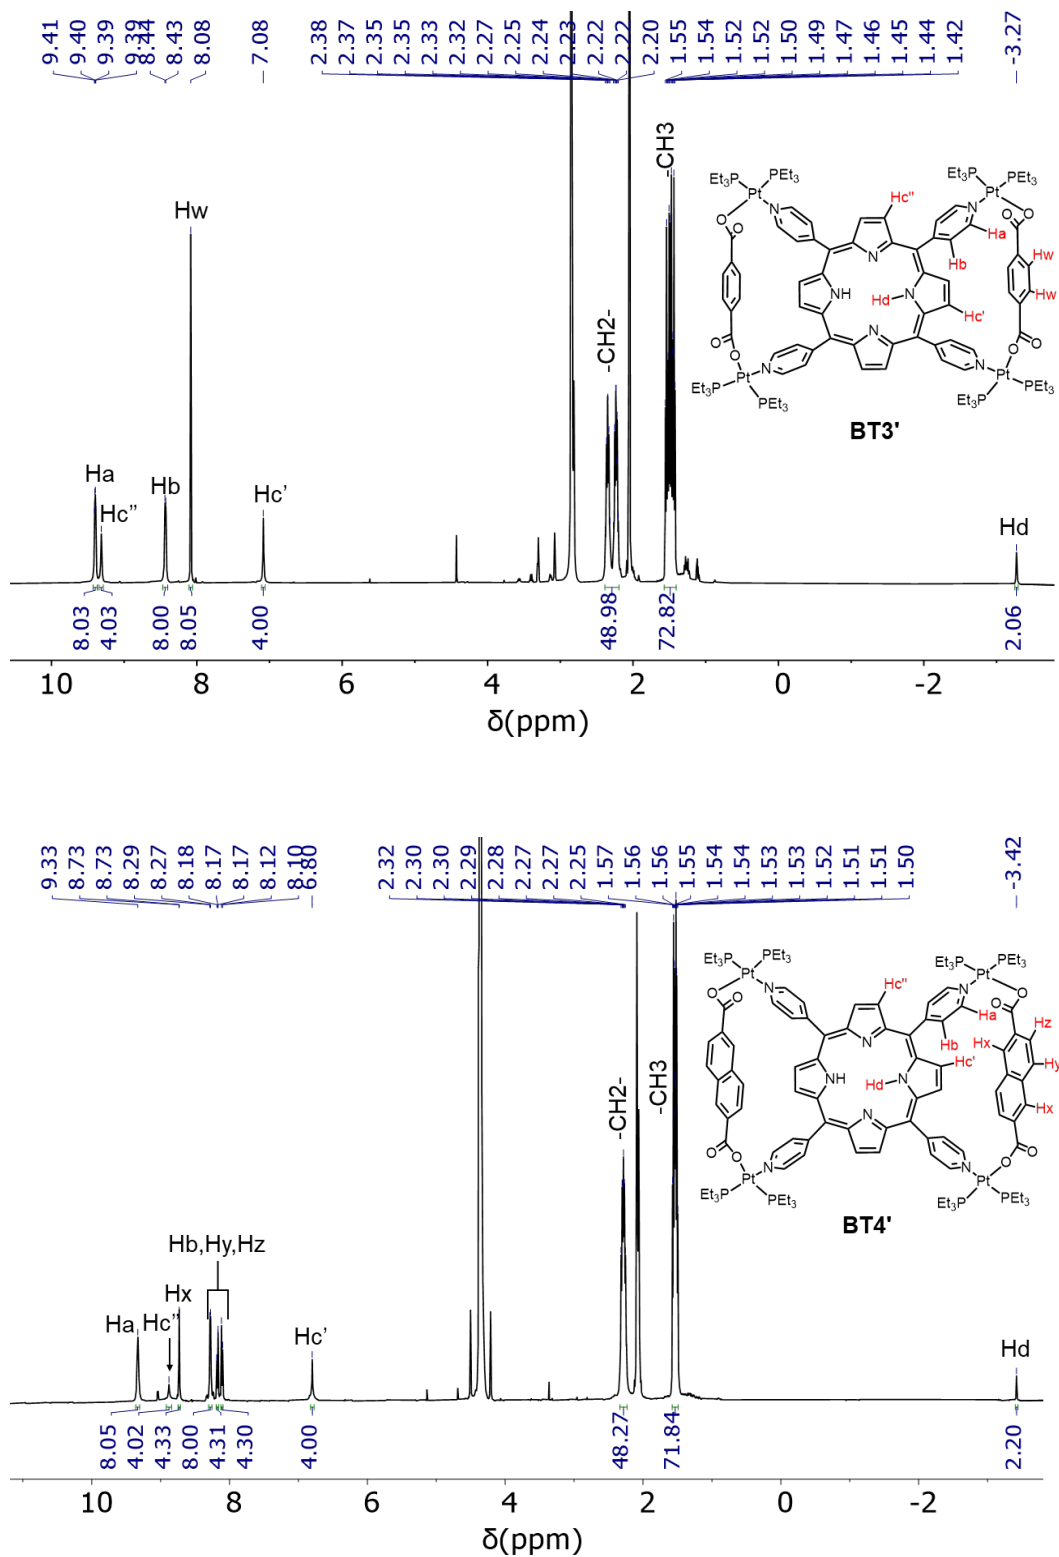 9.41 9.40 9.39 9.39 8.44 8.43 8.08 7.08 2.38 2.37 2.35 2.35 2.33 2.32 2.27 2.25 2.24 2.23 2.22 2.22 2.20 1.55 1.54 1.52 1.52 1.50 1.49 1.47 1.46 1.45 1.44 1.42 -3.27
-CH3
PEt3 PEt3
Et3P Pt
Pt PEt3
Hc''
Hw
O N
N O
O
Ha
O
Hb
Hw
N
NH
Hd N
Hw
Hc'
-CH2-
N
O
O
O Pt N
N Pt O
Et3P PEt3
Et3P PEt3
BT3'
Ha
Hc”
Hb
Hc’
Hd
8.03 4.03 8.00 8.05 4.00 48.98 72.82 2.06
10 8 6 4 2 0 -2
δ(ppm)
9.33 8.73 8.73 8.29 8.27 8.18 8.17 8.17 8.12 8.10 6.80 2.32 2.30 2.30 2.29 2.28 2.27 2.27 2.25 1.57 1.56 1.56 1.55 1.54 1.54 1.53 1.53 1.52 1.51 1.51 1.50 -3.42
Et3P PEt3
Et3P PEt3
Pt
Pt
Hc''
O N
N O
O
Ha
O
Hz
N
Hb
Hx
Hc'
Hy
NH
Hd N
Hx
-CH2-
-CH3
N
O
O
O N
N O
Pt
Pt
Et3P PEt3
Et3P PEt3
BT4'
Hb,Hy,Hz
Hx
Ha
Hc”
Hc’
Hd
8.05 4.02 4.33 8.00 4.31 4.30 4.00 48.27 71.84 2.20
10 8 6 4 2 0 -2
δ(ppm)